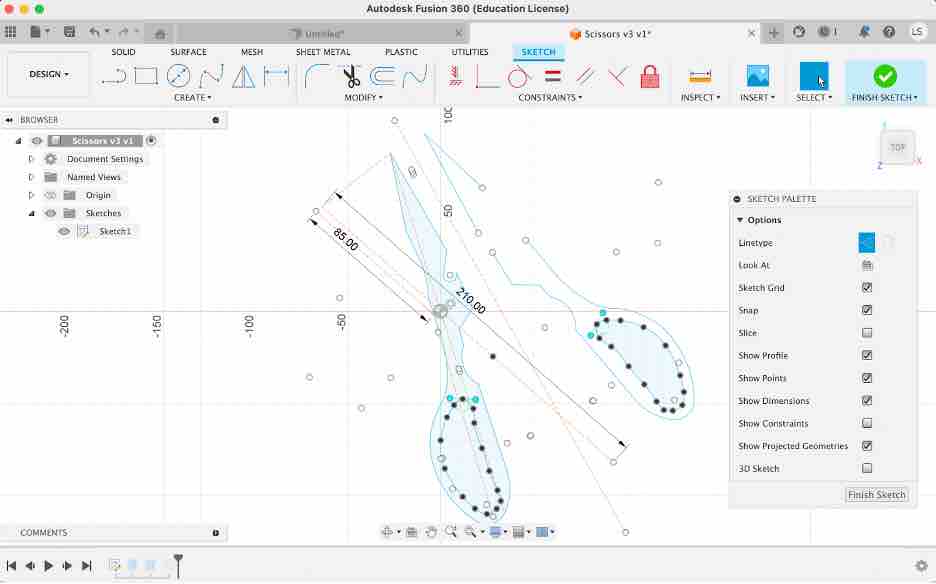 Autodesk Fusion 360 (Education License)
Untitled*
Scissors v3 v1*
1
LS
SOLID SURFACE MESH SHEET METAL PLASTIC UTILITIES SKETCH
DESIGN
CREATE MODIFY CONSTRAINTS INSPECT INSERT SELECT FINISH SKETCH
BROWSER
Scissors v3 v1
Document Settings
Named Views
Origin
Sketches
Sketch1
100
50
-200
-150
-100
-50
85.00
210.00
TOP
Z
X
SKETCH PALETTE
Options
Linetype
Look At
Sketch Grid
Snap
Slice
Show Profile
Show Points
Show Dimensions
Show Constraints
Show Projected Geometries
3D Sketch
Finish Sketch
COMMENTS